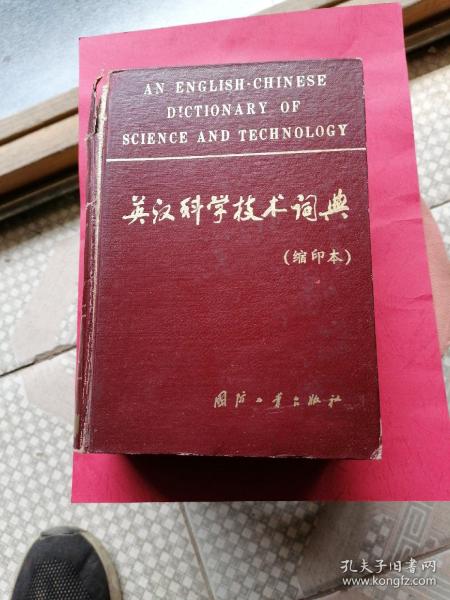 AN ENGLISH-CHINESE
DICTIONARY OF
SCIENCE AND TECHNOLOGY
英汉科学技术词典
(缩印本)
国防工业出版社
孔夫子旧书网
www.kongfz.com